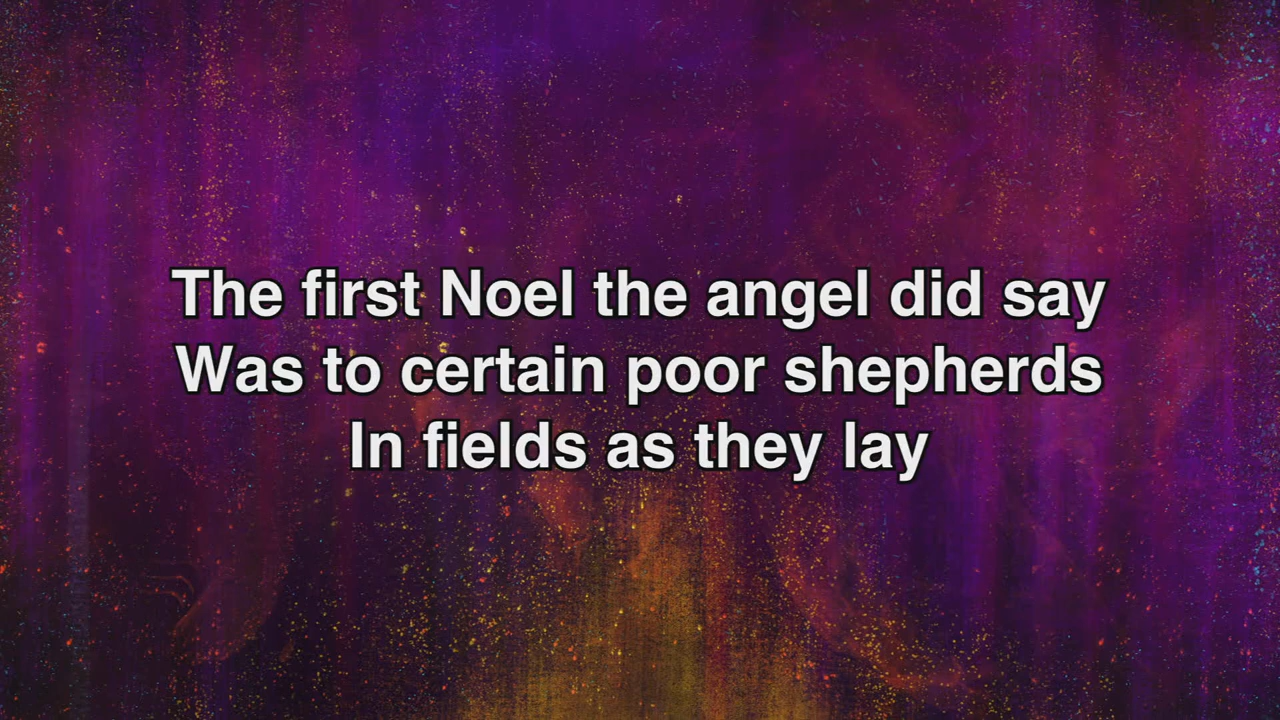 The first Noel the angel did say
Was to certain poor shepherds
In fields as they lay